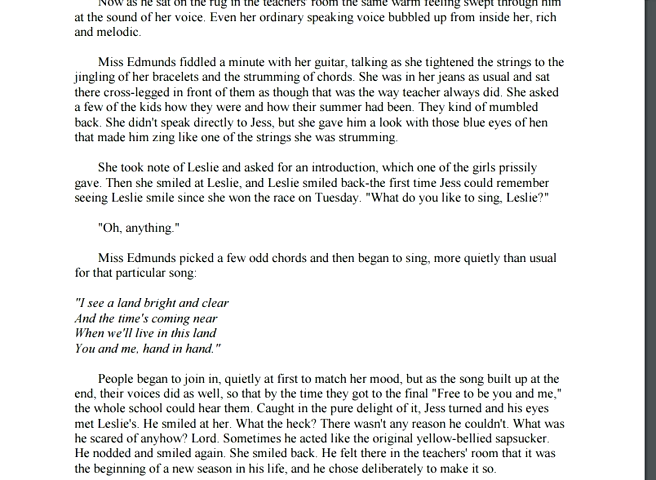 Now as he sat on the rug in the teachers' room the same warm feeling swept through him
at the sound of her voice. Even her ordinary speaking voice bubbled up from inside her, rich
and melodic.
Miss Edmunds fiddled a minute with her guitar, talking as she tightened the strings to the
jingling of her bracelets and the strumming of chords. She was in her jeans as usual and sat
there cross-legged in front of them as though that was the way teacher always did. She asked
a few of the kids how they were and how their summer had been. They kind of mumbled
back. She didn't speak directly to Jess, but she gave him a look with those blue eyes of hen
that made him zing like one of the strings she was strumming.
She took note of Leslie and asked for an introduction, which one of the girls prissily
gave. Then she smiled at Leslie, and Leslie smiled back-the first time Jess could remember
seeing Leslie smile since she won the race on Tuesday. "What do you like to sing, Leslie?"
"Oh, anything."
Miss Edmunds picked a few odd chords and then began to sing, more quietly than usual
for that particular song:
"I see a land bright and clear
And the time's coming near
When we'll live in this land
You and me, hand in hand."
People began to join in, quietly at first to match her mood, but as the song built up at the
end, their voices did as well, so that by the time they got to the final "Free to be you and me,"
the whole school could hear them. Caught in the pure delight of it, Jess turned and his eyes
met Leslie's. He smiled at her. What the heck? There wasn't any reason he couldn't. What was
he scared of anyhow? Lord. Sometimes he acted like the original yellow-bellied sapsucker.
He nodded and smiled again. She smiled back. He felt there in the teachers' room that it was
the beginning of a new season in his life, and he chose deliberately to make it so.